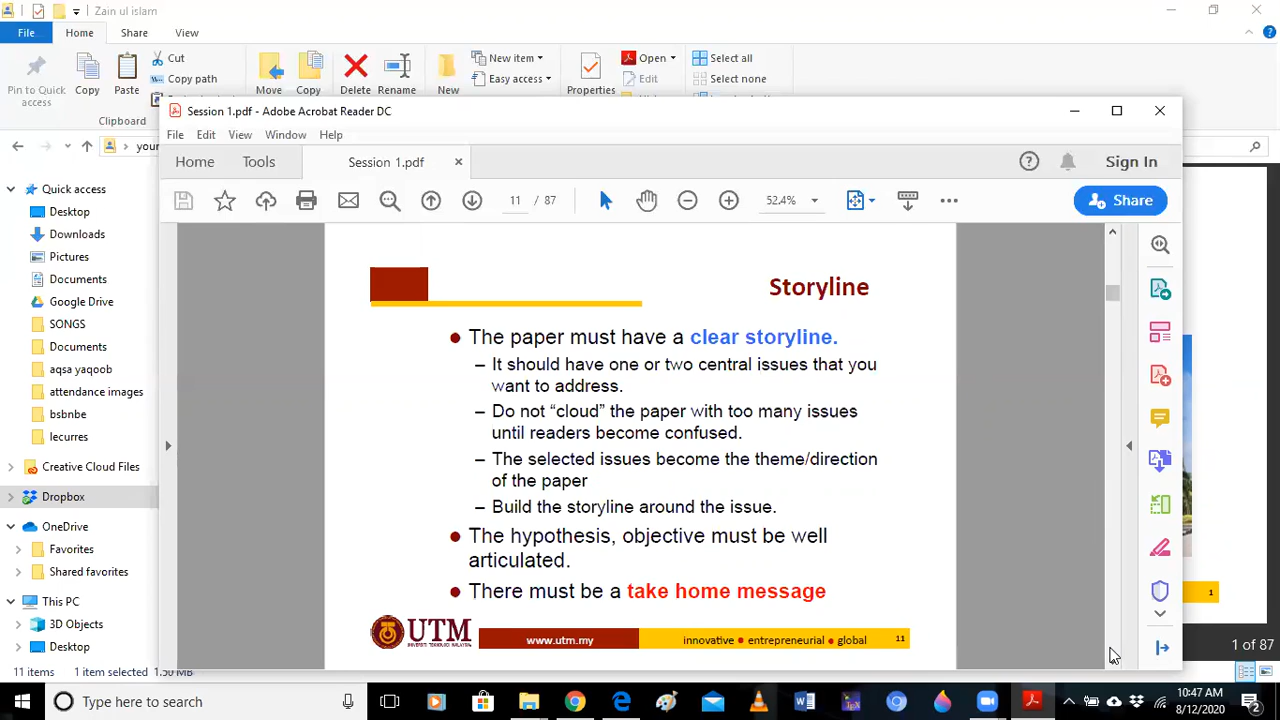 Zain ul islam
File Home Share View
Pin to Quick access
Copy
Paste
Cut
Copy path
Move
Copy
Delete
Rename
New
New item
Easy access
Properties
Open
Edit
Select all
Select none
Clipboard
Session 1.pdf - Adobe Acrobat Reader DC
File Edit View Window Help
your
Home Tools Session 1.pdf Sign In
11 / 87 52.4% Share
Quick access
Desktop
Downloads
Pictures
Documents
Google Drive
SONGS
Documents
aqsa yaqoob
attendance images
bsbnbe
lecurres
Creative Cloud Files
Dropbox
OneDrive
Favorites
Shared favorites
This PC
3D Objects
Desktop
11 items 1 item selected 1.50 MB
Storyline
The paper must have a clear storyline.
– It should have one or two central issues that you
want to address.
– Do not “cloud” the paper with too many issues
until readers become confused.
– The selected issues become the theme/direction
of the paper
– Build the storyline around the issue.
The hypothesis, objective must be well
articulated.
There must be a take home message
UTM
UNIVERSITI TEKNOLOGI MALAYSIA
www.utm.my innovative ● entrepreneurial ● global 11
1
1 of 87
Type here to search
10:47 AM
8/12/2020
2